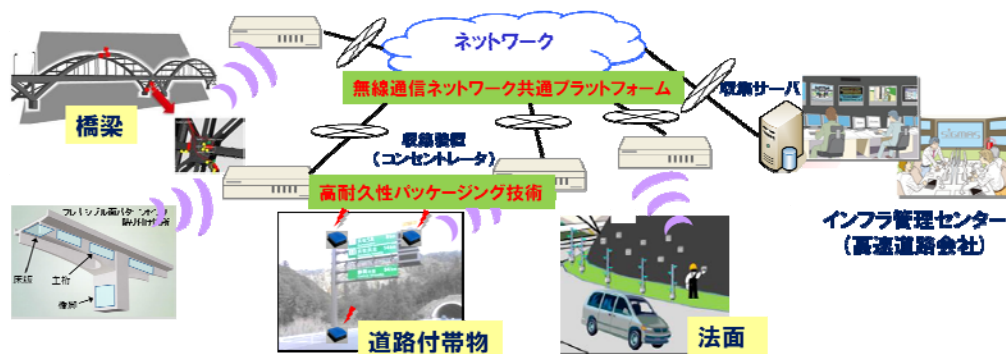 ネットワーク
無線通信ネットワーク共通プラットフォーム
収集サーバ
橋梁
収集装置
(コンセントレータ)
高耐久性パッケージング技術
インフラ管理センター
(高速道路会社)
床版
主桁
橋脚
道路付帯物
法面